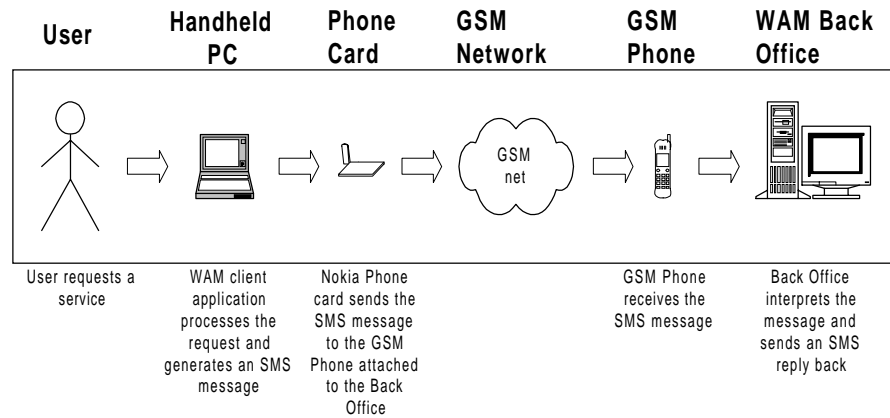 User
Handheld
PC
Phone
Card
GSM
Network
GSM
Phone
WAM Back
Office
GSM
net
User requests a
service
WAM client
application
processes the
request and
generates an SMS
message
Nokia Phone
card sends the
SMS message
to the GSM
Phone attached
to the Back
Office
GSM Phone
receives the
SMS message
Back Office
interprets the
message and
sends an SMS
reply back